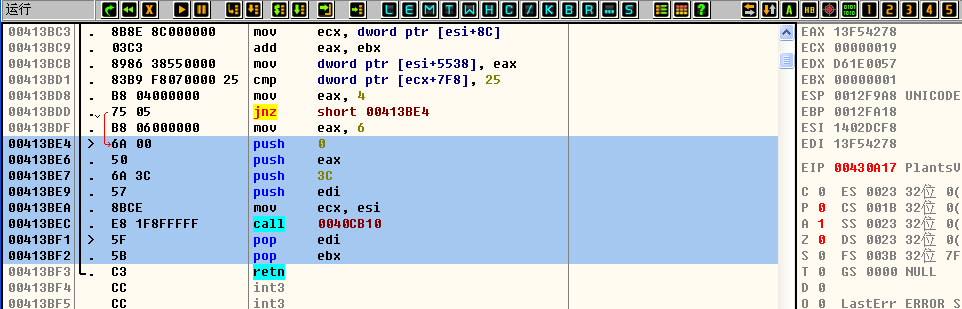 运行 L E M T W H C / K B R ... S ? A HB 1 2 3 4 5
00413BC3 . 8B8E 8C000000 mov ecx, dword ptr [esi+8C]
00413BC9 . 03C3 add eax, ebx
00413BCB . 8986 38550000 mov dword ptr [esi+5538], eax
00413BD1 . 83B9 F8070000 25 cmp dword ptr [ecx+7F8], 25
00413BD8 . B8 04000000 mov eax, 4
00413BDD . 75 05 jnz short 00413BE4
00413BDF . B8 06000000 mov eax, 6
00413BE4 > 6A 00 push 0
00413BE6 . 50 push eax
00413BE7 . 6A 3C push 3C
00413BE9 . 57 push edi
00413BEA . 8BCE mov ecx, esi
00413BEC . E8 1F8FFFFF call 0040CB10
00413BF1 > 5F pop edi
00413BF2 . 5B pop ebx
00413BF3 . C3 retn
00413BF4 CC int3
00413BF5 CC int3
EAX 13F54278
ECX 00000019
EDX D61E0057
EBX 00000001
ESP 0012F9A8 UNICODE
EBP 0012FA18
ESI 1402DCF8
EDI 13F54278
EIP 00430A17 PlantsV
C 0 ES 0023 32位 0(
P 0 CS 001B 32位 0(
A 1 SS 0023 32位 0(
Z 0 DS 0023 32位 0(
S 0 FS 003B 32位 7F
T 0 GS 0000 NULL
D 0
O 0 LastErr ERROR_S